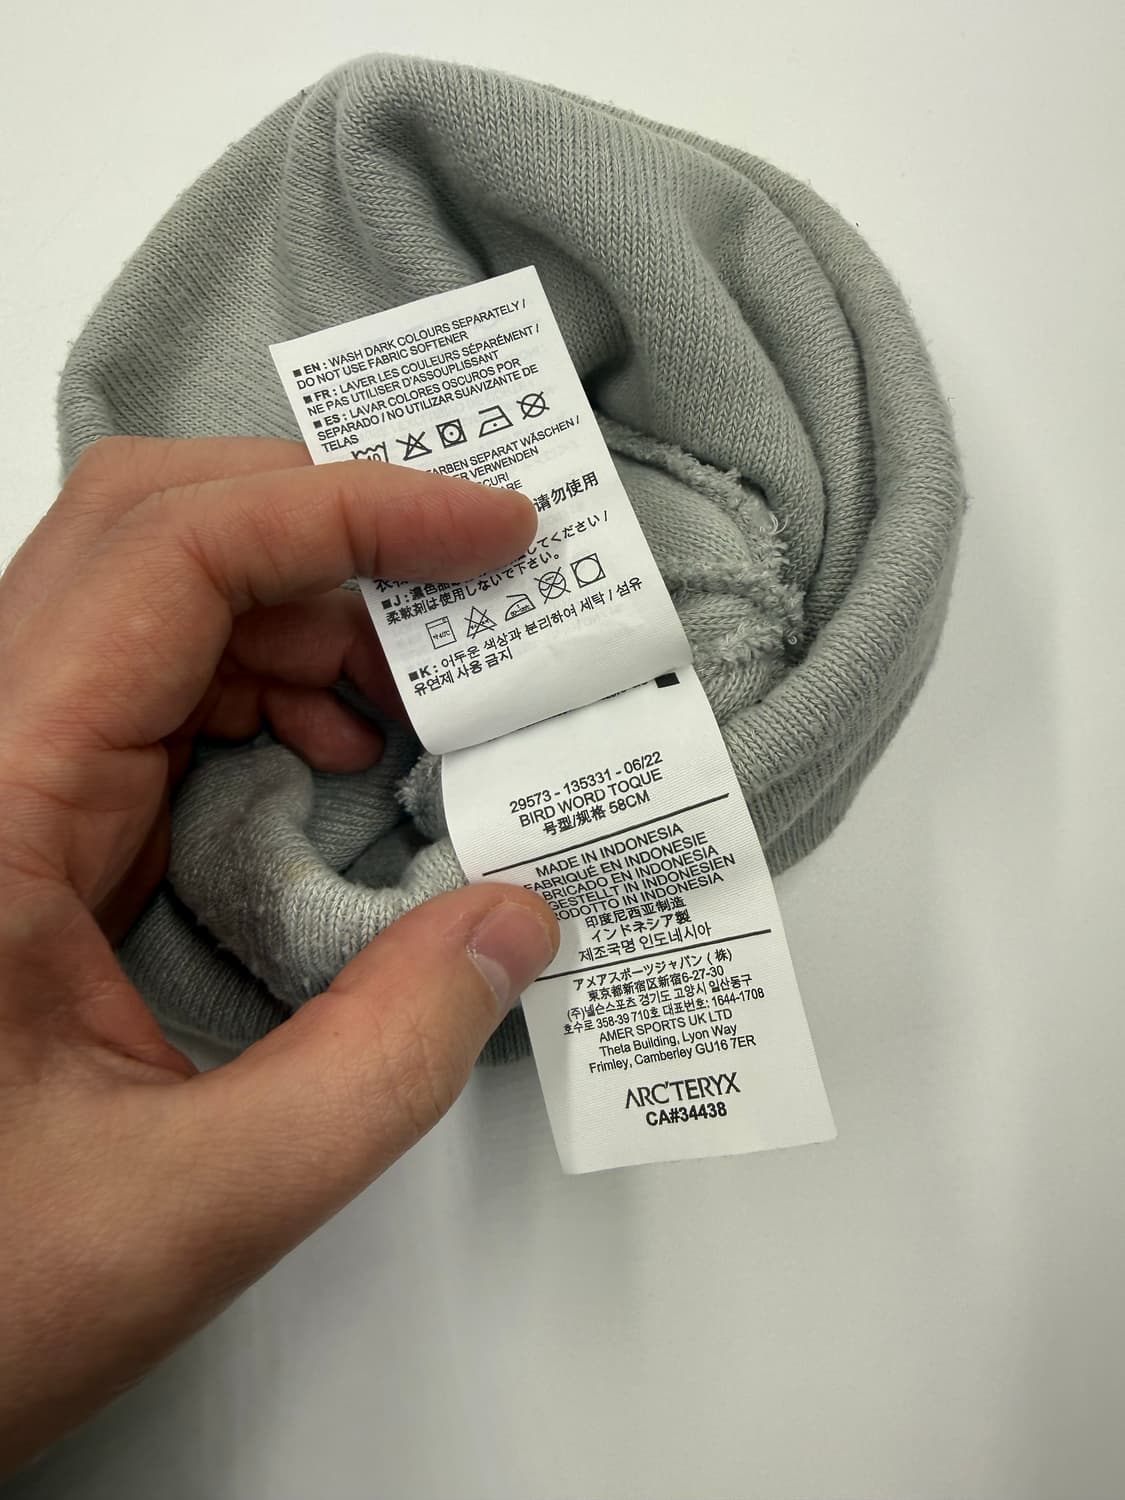 ■ EN : WASH DARK COLOURS SEPARATELY /
DO NOT USE FABRIC SOFTENER
■ FR : LAVER LES COULEURS SÉPARÉMENT /
NE PAS UTILISER D'ASSOUPLISSANT
■ ES : LAVAR COLORES OSCUROS POR
SEPARADO / NO UTILIZAR SUAVIZANTE DE
TELAS
FARBEN SEPARAT WÄSCHEN /
VERWENDEN
请勿使用
してください /
■J : 濃色品
柔軟剤は使用しないで下さい。
■K : 어두운 색상과 분리하여 세탁 / 섬유
유연제 사용 금지
29573 - 135331 - 06/22
BIRD WORD TOQUE
号型/规格 58CM
MADE IN INDONESIA
FABRIQUÉ EN INDONESIE
FABRICADO EN INDONESIA
GESTELLT IN INDONESIEN
PRODOTTO IN INDONESIA
印度尼西亚制造
インドネシア製
제조국명 인도네시아
アメアスポーツジャパン (株)
東京都新宿区新宿6-27-30
(주)넬슨스포츠 경기도 고양시 일산동구
호수로 358-39 710호 대표번호: 1644-1708
AMER SPORTS UK LTD
Theta Building, Lyon Way
Frimley, Camberley GU16 7ER
ARC'TERYX
CA#34438